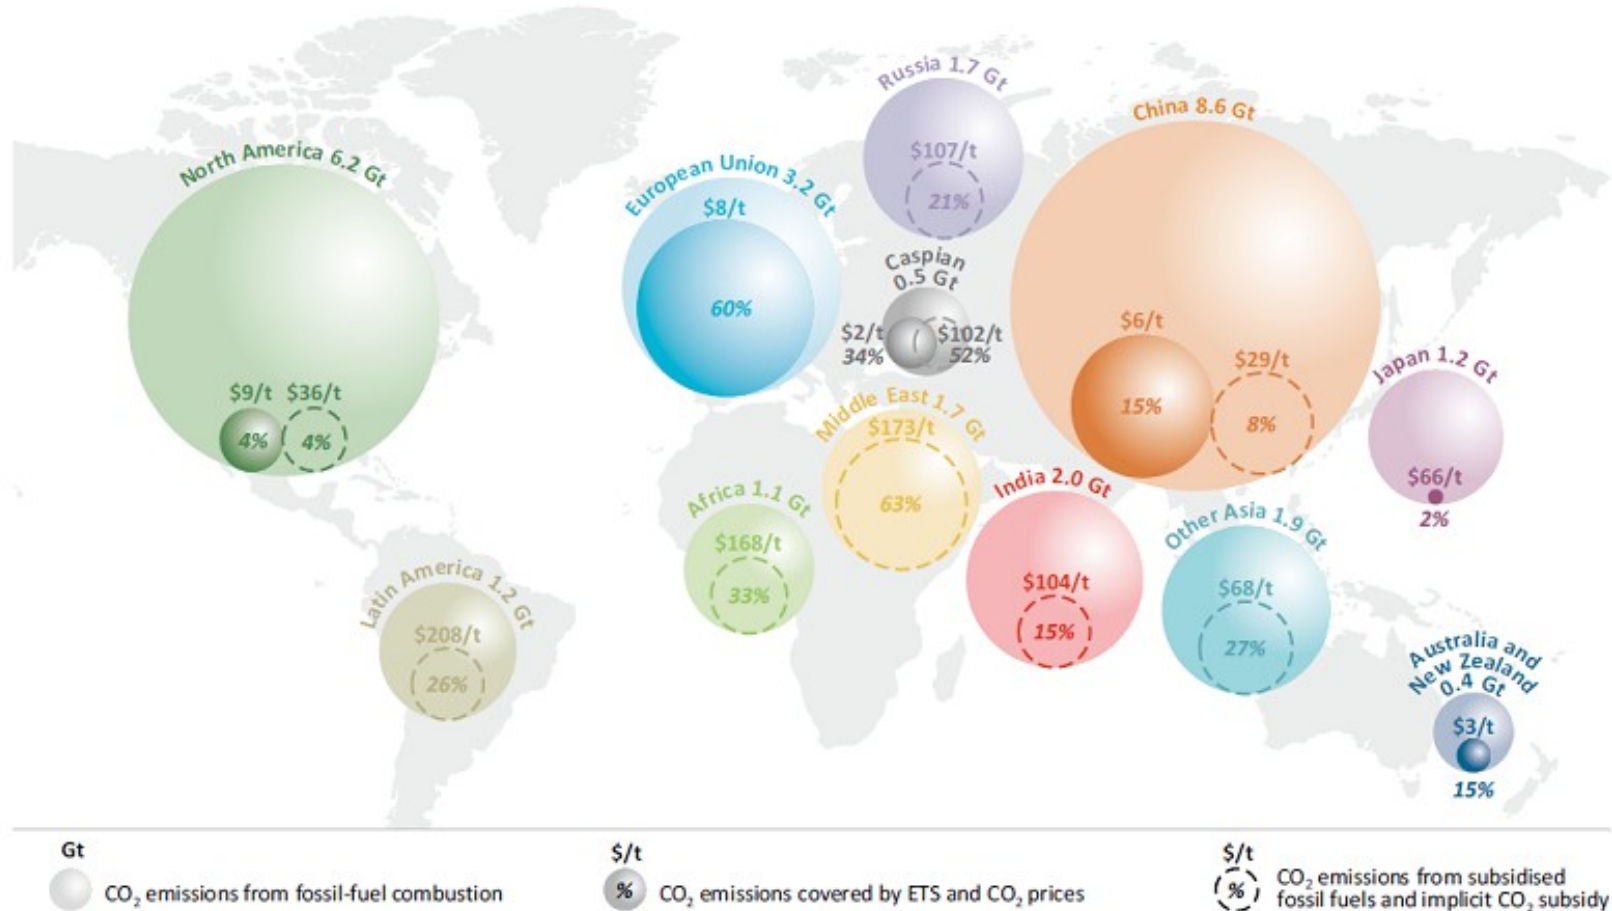 North America 6.2 Gt
$9/t $36/t
4% 4%
European Union 3.2 Gt
$8/t
60%
Russia 1.7 Gt
$107/t
21%
Caspian
0.5 Gt
$2/t $102/t
34% 52%
China 8.6 Gt
$6/t
15%
$29/t
8%
Japan 1.2 Gt
$66/t
2%
Middle East 1.7 Gt
$173/t
63%
Africa 1.1 Gt
$168/t
33%
India 2.0 Gt
$104/t
15%
Other Asia 1.9 Gt
$68/t
27%
Latin America 1.2 Gt
$208/t
26%
Australia and
New Zealand
0.4 Gt
$3/t
15%
Gt
CO₂ emissions from fossil-fuel combustion
$/t
% CO₂ emissions covered by ETS and CO₂ prices
$/t
% CO₂ emissions from subsidised
fossil fuels and implicit CO₂ subsidy